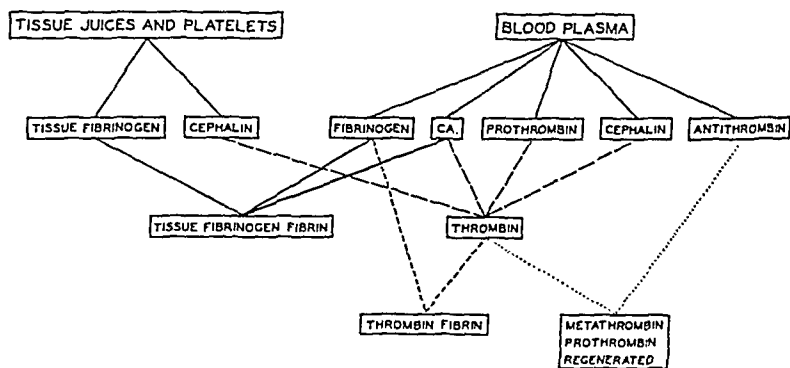 TISSUE JUICES AND PLATELETS
BLOOD PLASMA
TISSUE FIBRINOGEN
CEPHALIN
FIBRINOGEN
CA.
PROTHROMBIN
CEPHALIN
ANTITHROMBIN
TISSUE FIBRINOGEN FIBRIN
THROMBIN
THROMBIN FIBRIN
METATHROMBIN
PROTHROMBIN
REGENERATED